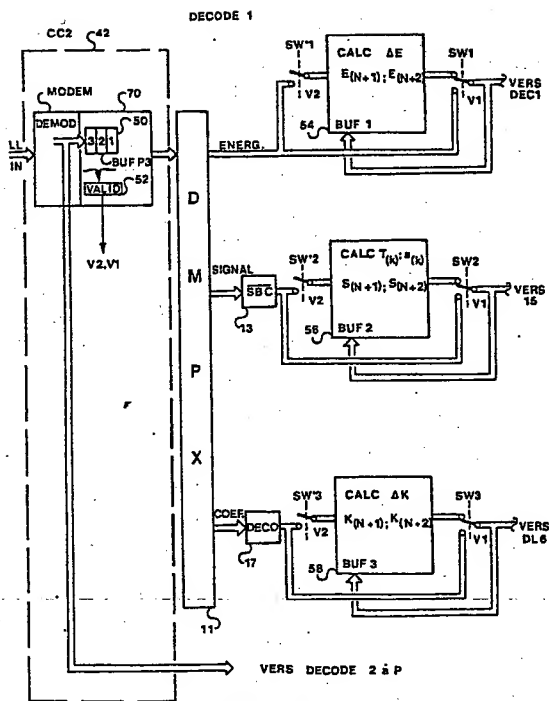 DECODE 1
CC2
42
MODEM
70
DEMOD
50
3 2 1
BUF P3
VALID
52
V2,V1
LL
IN
D
M
P
X
11
ENERG.
SW'1
V2
CALC ΔE
E(N+1); E(N+2)
BUF 1
54
SW1
V1
VERS
DEC1
SIGNAL
SBC
13
SW'2
V2
CALC T(k); a(k)
S(N+1); S(N+2)
BUF 2
56
SW2
V1
VERS
15
COEF.
DECO
17
SW'3
V2
CALC ΔK
K(N+1); K(N+2)
BUF 3
58
SW3
V1
VERS
DL6
VERS DECODE 2 à P